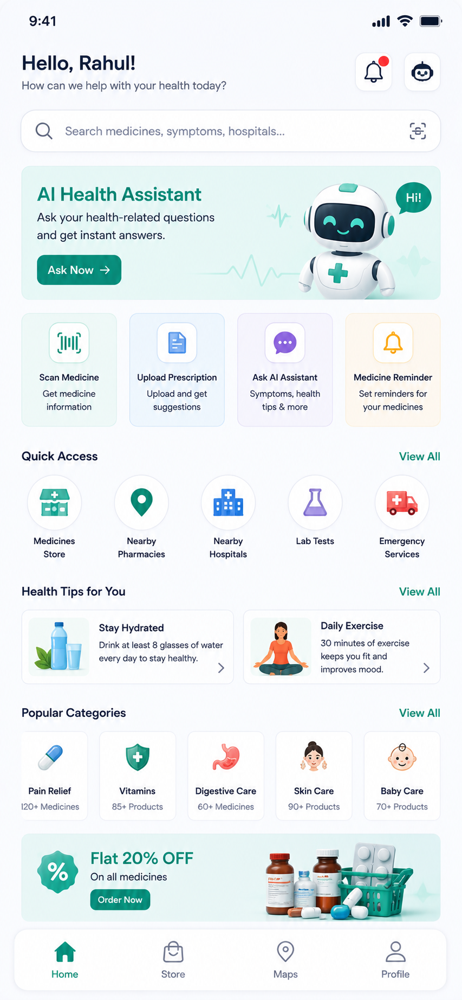 9:41
Hello, Rahul!
How can we help with your health today?
Search medicines, symptoms, hospitals...
AI Health Assistant
Ask your health-related questions
and get instant answers.
Ask Now →
Hi!
Scan Medicine
Get medicine
information
Upload Prescription
Upload and get
suggestions
Ask AI Assistant
Symptoms, health
tips & more
Medicine Reminder
Set reminders for
your medicines
Quick Access
View All
Medicines
Store
Nearby
Pharmacies
Nearby
Hospitals
Lab Tests
Emergency
Services
Health Tips for You
View All
Stay Hydrated
Drink at least 8 glasses of water
every day to stay healthy.
Daily Exercise
30 minutes of exercise
keeps you fit and
improves mood.
Popular Categories
View All
Pain Relief
120+ Medicines
Vitamins
85+ Products
Digestive Care
60+ Medicines
Skin Care
90+ Products
Baby Care
70+ Products
%
Flat 20% OFF
On all medicines
Order Now
Home
Store
Maps
Profile